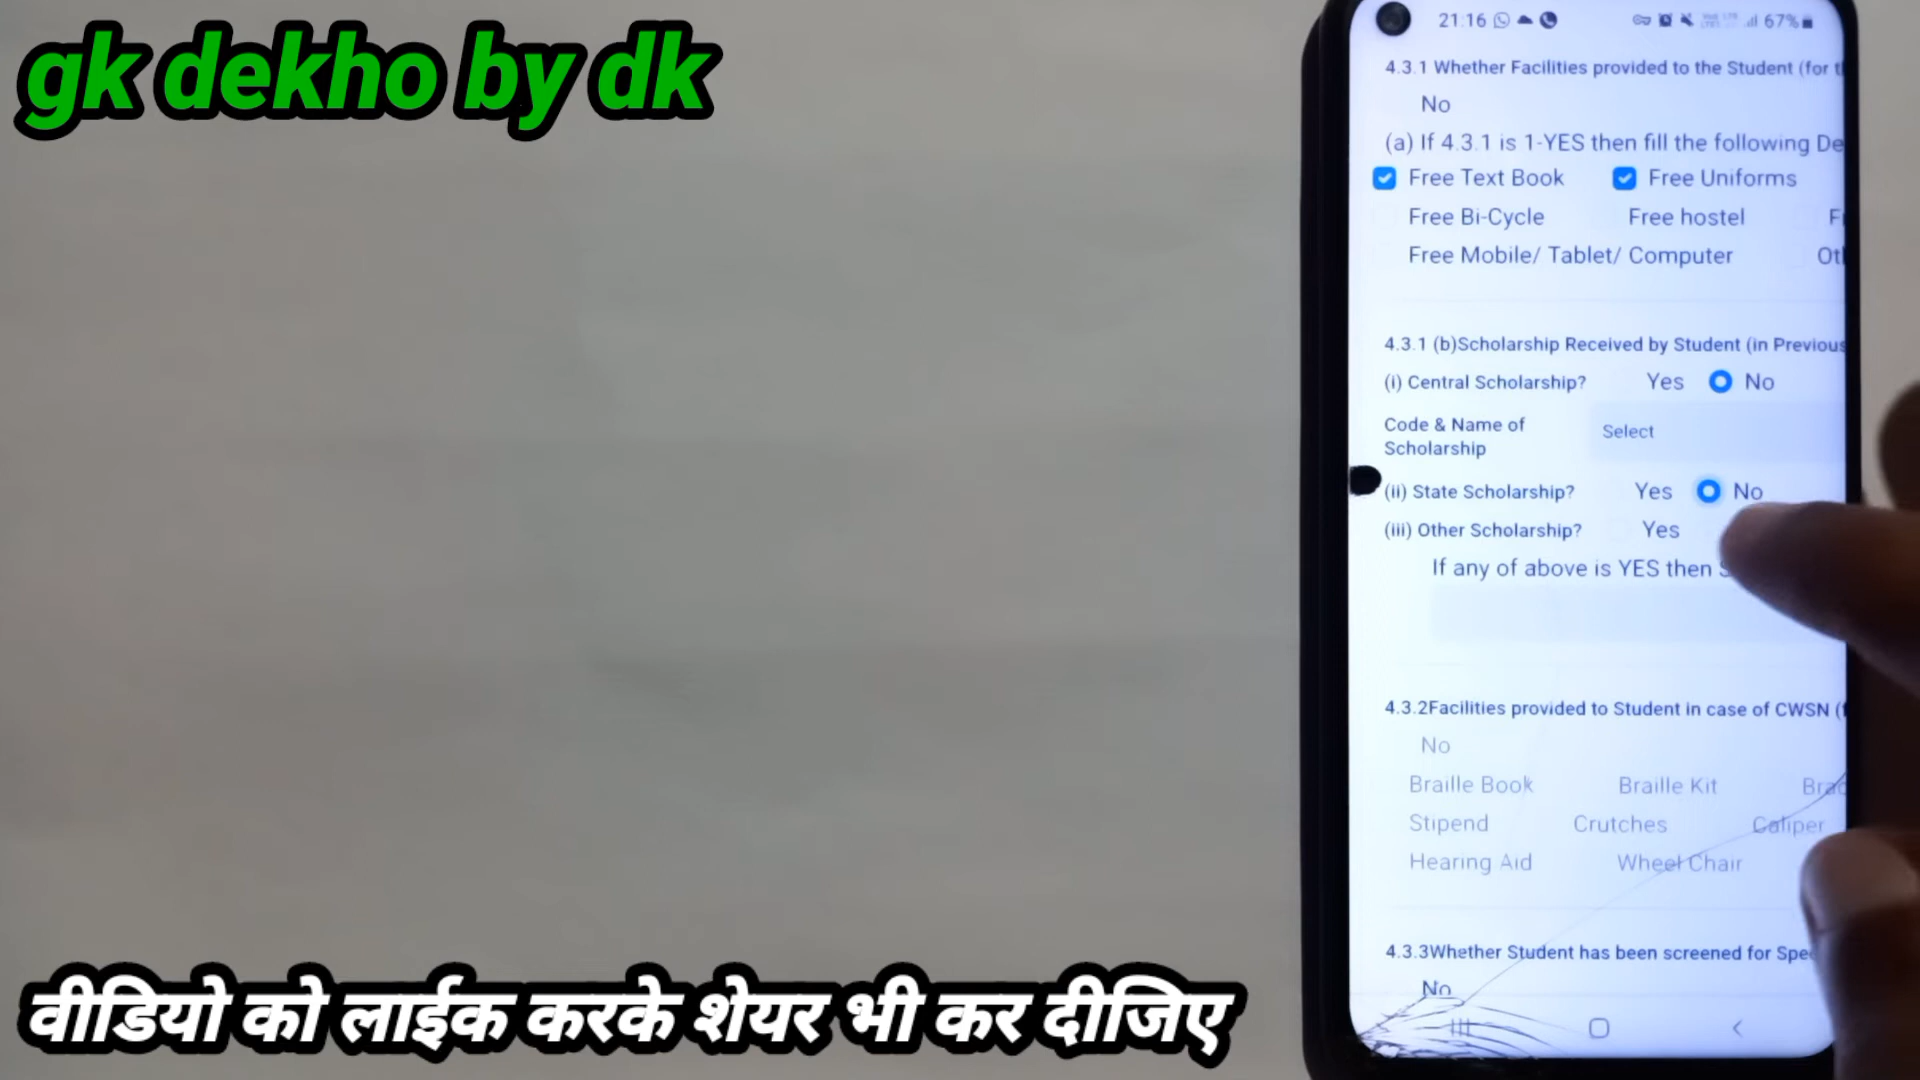 gk dekho by dk
21:16 67%
4.3.1 Whether Facilities provided to the Student (for
No
(a) If 4.3.1 is 1-YES then fill the following De
Free Text Book Free Uniforms
Free Bi-Cycle Free hostel
Free Mobile/ Tablet/ Computer
4.3.1 (b)Scholarship Received by Student (in Previous
(i) Central Scholarship? Yes No
Code & Name of
Scholarship
Select
(ii) State Scholarship? Yes No
(iii) Other Scholarship? Yes
If any of above is YES then
4.3.2Facilities provided to Student in case of CWSN
No
Braille Book Braille Kit
Stipend Crutches Caliper
Hearing Aid Wheel Chair
4.3.3Whether Student has been screened for Spe
No
वीडियो को लाईक करके शेयर भी कर दीजिए